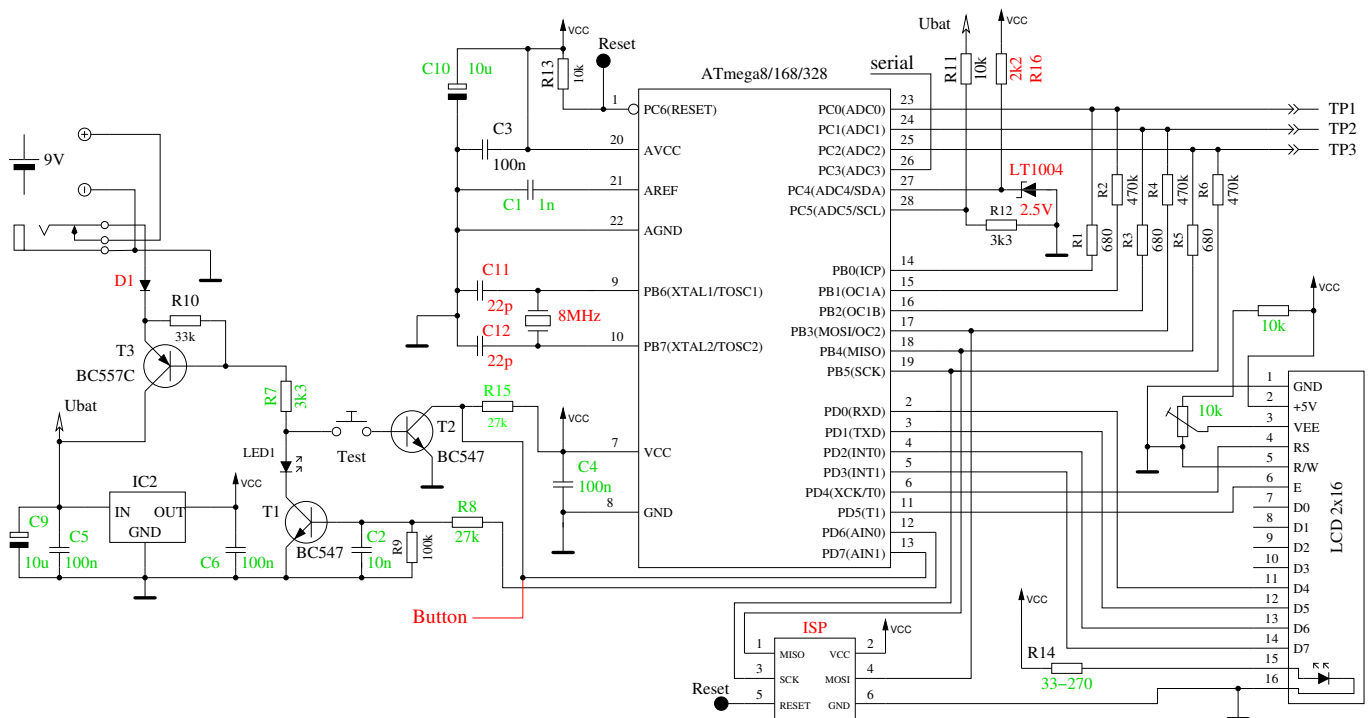 C10
10u
VCC
R13
10k
Reset
ATmega8/168/328
serial
Ubat
R11
10k
VCC
2k2
R16
1
PC6(RESET)
C3
100n
20
AVCC
C1
1n
21
AREF
22
AGND
C11
22p
9
PB6(XTAL1/TOSC1)
8MHz
C12
22p
10
PB7(XTAL2/TOSC2)
7
VCC
8
GND
PC0(ADC0)
23
PC1(ADC1)
24
PC2(ADC2)
25
PC3(ADC3)
26
PC4(ADC4/SDA)
27
PC5(ADC5/SCL)
28
PB0(ICP)
14
PB1(OC1A)
15
PB2(OC1B)
16
PB3(MOSI/OC2)
17
PB4(MISO)
18
PB5(SCK)
19
PD0(RXD)
2
PD1(TXD)
3
PD2(INT0)
4
PD3(INT1)
5
PD4(XCK/T0)
6
PD5(T1)
11
PD6(AIN0)
12
PD7(AIN1)
13
TP1
TP2
TP3
LT1004
2.5V
R12
3k3
R1
680
R2
470k
R3
680
R4
470k
R5
680
R6
470k
9V
+
−
D1
R10
33k
T3
BC557C
R7
3k3
Ubat
LED1
Test
T2
BC547
R15
27k
VCC
C4
100n
IC2
IN
OUT
GND
VCC
C9
10u
C5
100n
C6
100n
T1
BC547
C2
10n
R9
100k
R8
27k
Button
ISP
1
MISO
3
SCK
5
RESET
VCC
2
MOSI
4
GND
6
VCC
Reset
VCC
10k
10k
LCD 2x16
1
GND
2
+5V
3
VEE
4
RS
5
R/W
6
E
7
D0
8
D1
9
D2
10
D3
11
D4
12
D5
13
D6
14
D7
15
16
VCC
R14
33−270